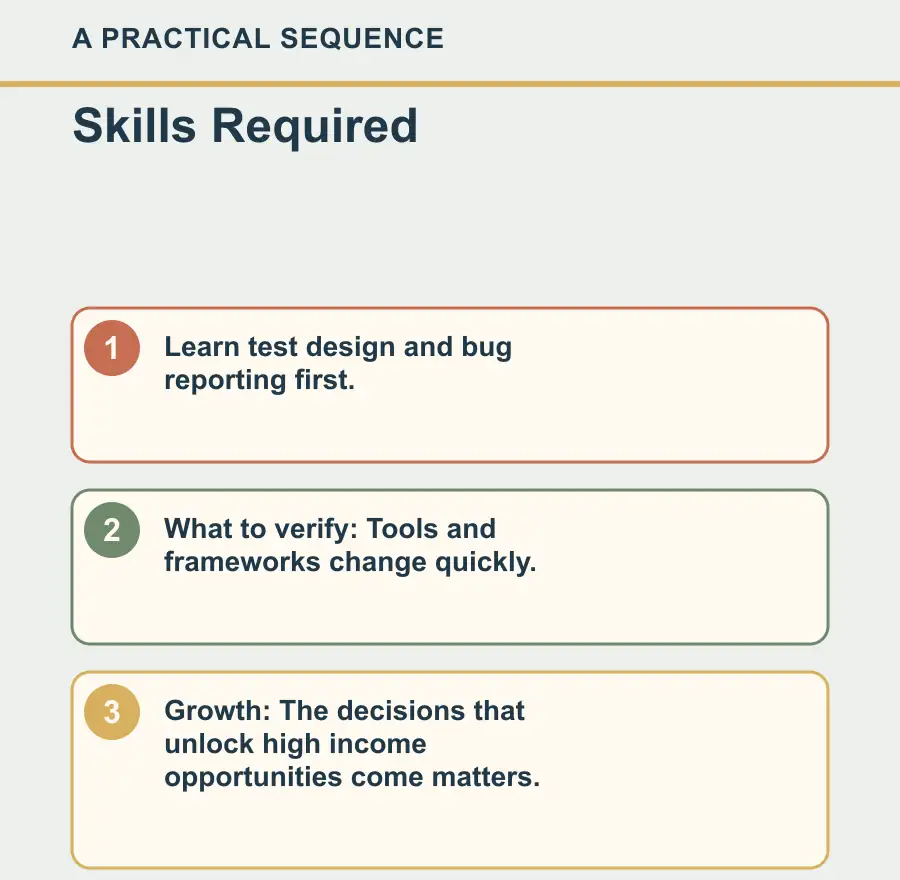 A PRACTICAL SEQUENCE
Skills Required
1
Learn test design and bug
reporting first.
2
What to verify: Tools and
frameworks change quickly.
3
Growth: The decisions that
unlock high income
opportunities come matters.